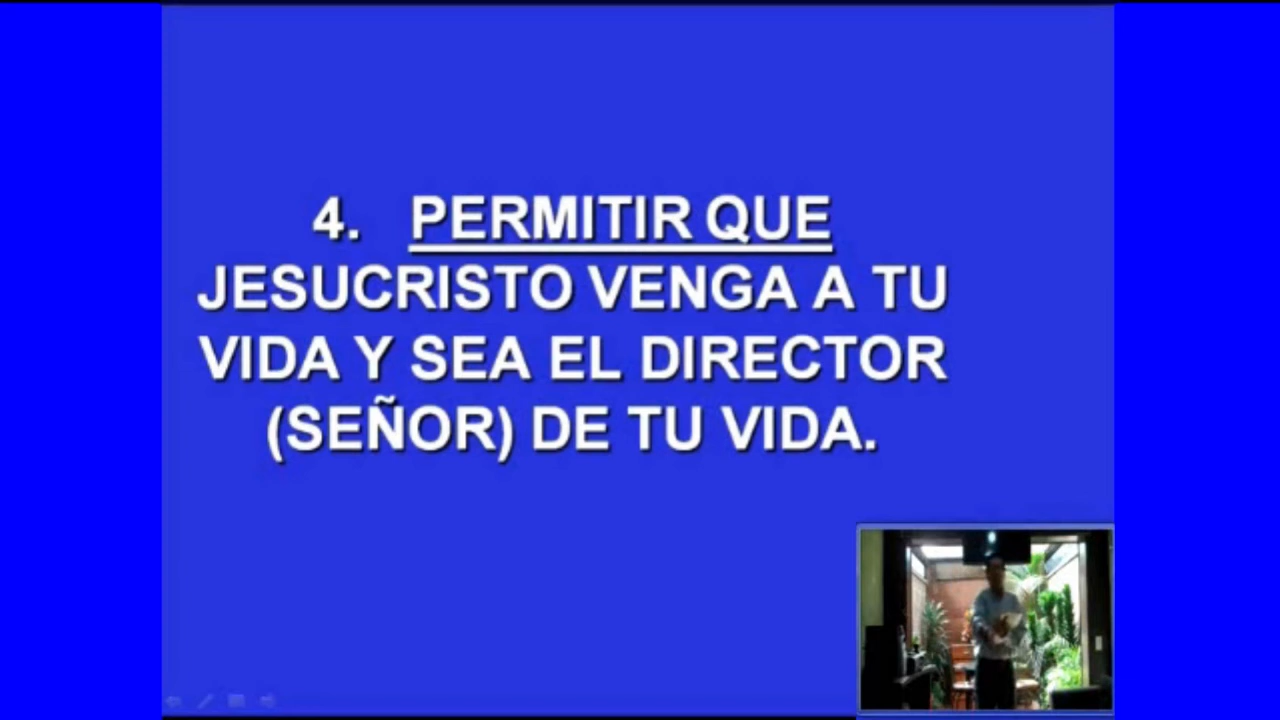 4. PERMITIR QUE
JESUCRISTO VENGA A TU
VIDA Y SEA EL DIRECTOR
(SEÑOR) DE TU VIDA.